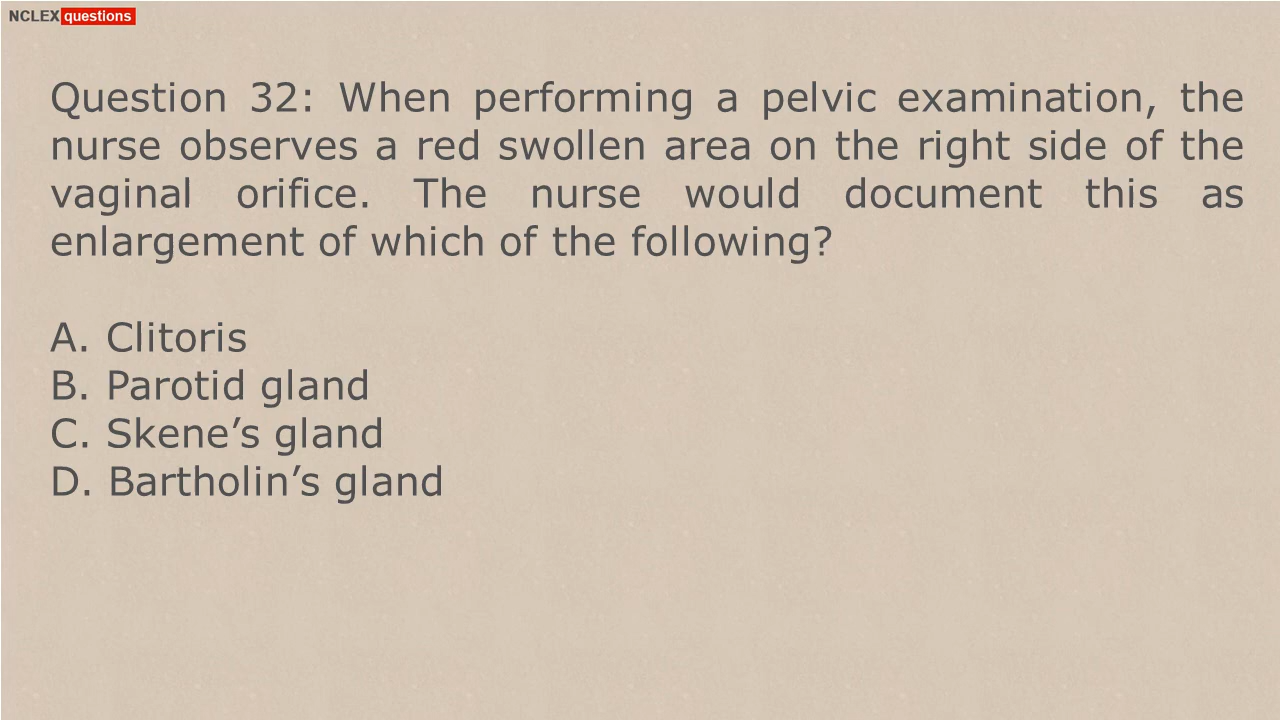 NCLEX questions
Question 32: When performing a pelvic examination, the
nurse observes a red swollen area on the right side of the
vaginal orifice. The nurse would document this as
enlargement of which of the following?
A. Clitoris
B. Parotid gland
C. Skene’s gland
D. Bartholin’s gland